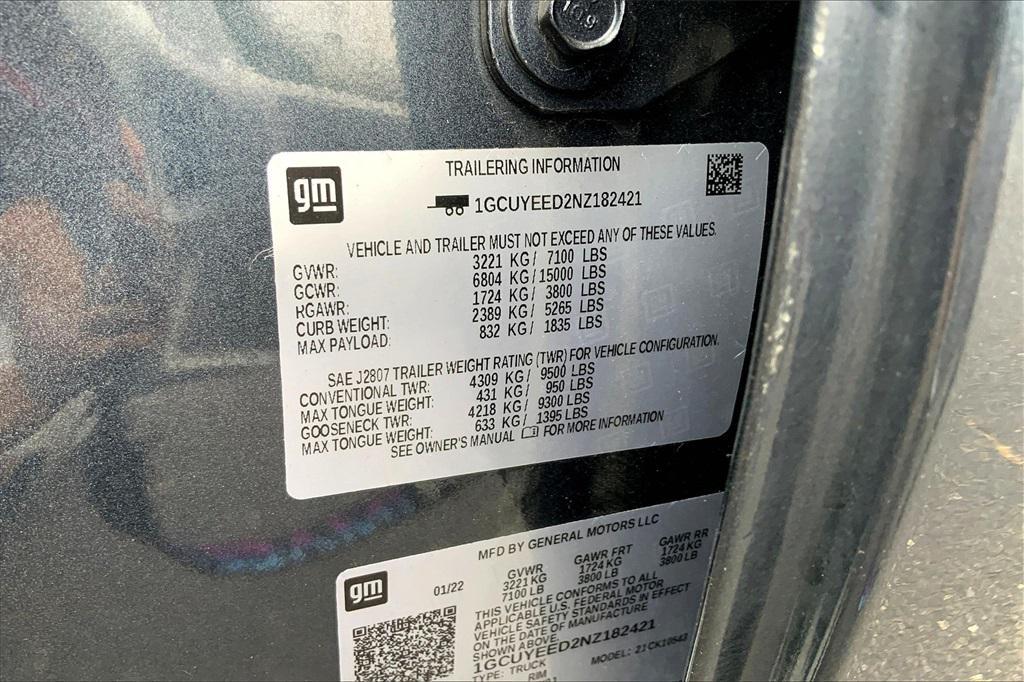 109
gm
TRAILERING INFORMATION
1GCUYEED2NZ182421
VEHICLE AND TRAILER MUST NOT EXCEED ANY OF THESE VALUES.
GVWR: 3221 KG/ 7100 LBS
GCWR: 6804 KG/15000 LBS
RGAWR: 1724 KG/ 3800 LBS
CURB WEIGHT: 2389 KG/ 5265 LBS
MAX PAYLOAD: 832 KG/ 1835 LBS
SAE J2807 TRAILER WEIGHT RATING (TWR) FOR VEHICLE CONFIGURATION.
CONVENTIONAL TWR: 4309 KG/ 9500 LBS
MAX TONGUE WEIGHT: 431 KG/ 950 LBS
GOOSENECK TWR: 4218 KG/ 9300 LBS
MAX TONGUE WEIGHT: 633 KG/ 1395 LBS
SEE OWNER'S MANUAL FOR MORE INFORMATION
gm
MFD BY GENERAL MOTORS LLC
01/22 GVWR GAWR FRT GAWR RR
3221 KG 1724 KG 1724 KG
7100 LB 3800 LB 3800 LB
THIS VEHICLE CONFORMS TO ALL
APPLICABLE U.S. FEDERAL MOTOR
VEHICLE SAFETY STANDARDS IN EFFECT
ON THE DATE OF MANUFACTURE
SHOWN ABOVE.
1GCUYEED2NZ182421
TYPE: TRUCK MODEL: 21CK10543
RIM